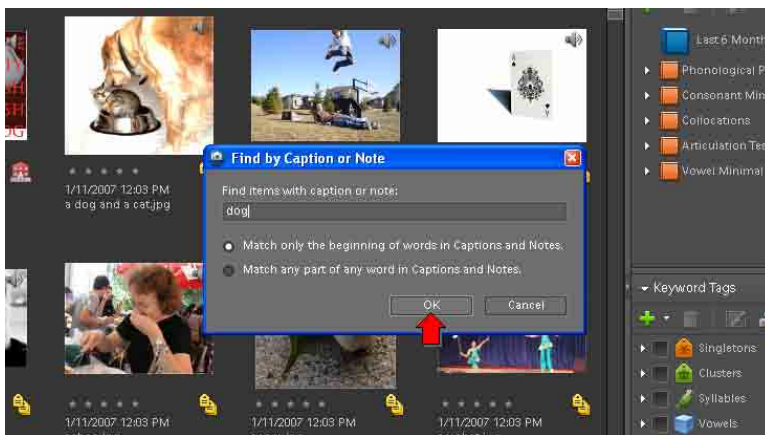 Last 6 Month
Phonological P
Consonant Min
Collocations
Articulation Tes
Vowel Minimal
1/11/2007 12:03 PM
a dog and a cat.jpg
Find by Caption or Note
Find items with caption or note:
dog
Match only the beginning of words in Captions and Notes.
Match any part of any word in Captions and Notes.
OK
Cancel
Keyword Tags
Singletons
Clusters
Syllables
Vowels
1/11/2007 12:03 PM
1/11/2007 12:03 PM
1/11/2007 12:03 PM